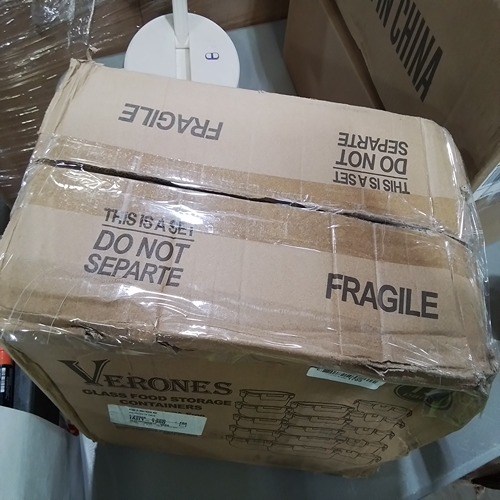 IN CHINA
FRAGILE
THIS IS A SET
DO NOT
SEPARTE
THIS IS A SET
DO NOT
SEPARTE
FRAGILE
VERONES
GLASS FOOD STORAGE
CONTAINERS